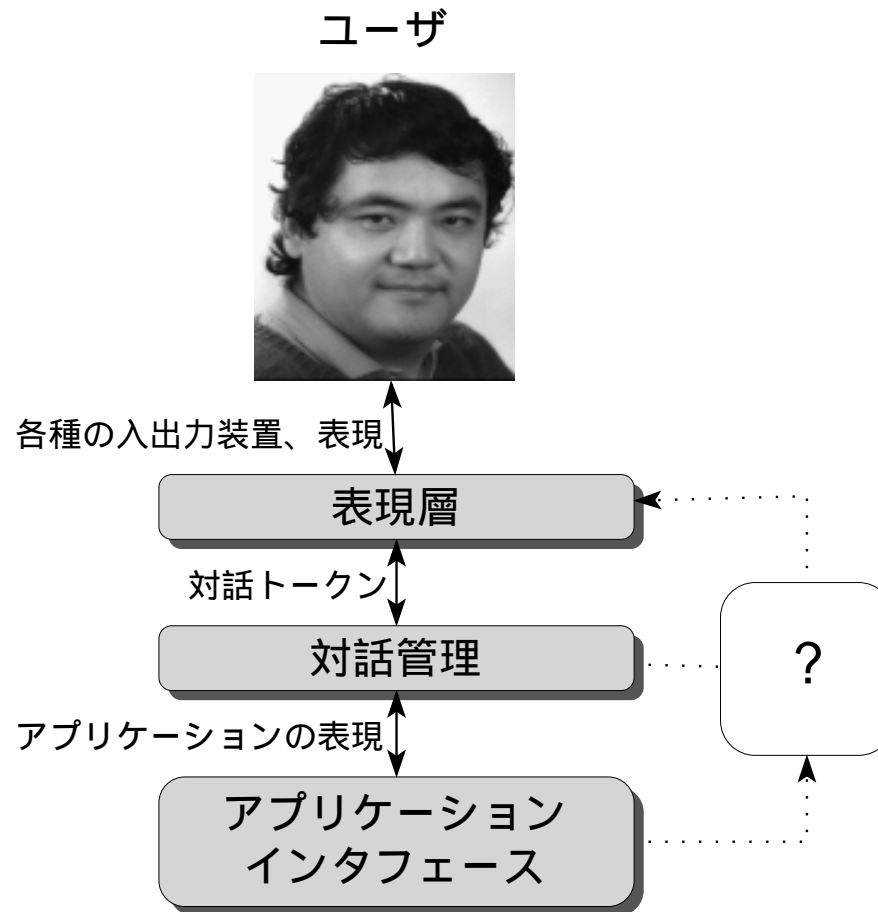 ユーザ
各種の入出力装置、表現
表現層
対話トークン
対話管理
?
アプリケーションの表現
アプリケーション
インタフェース